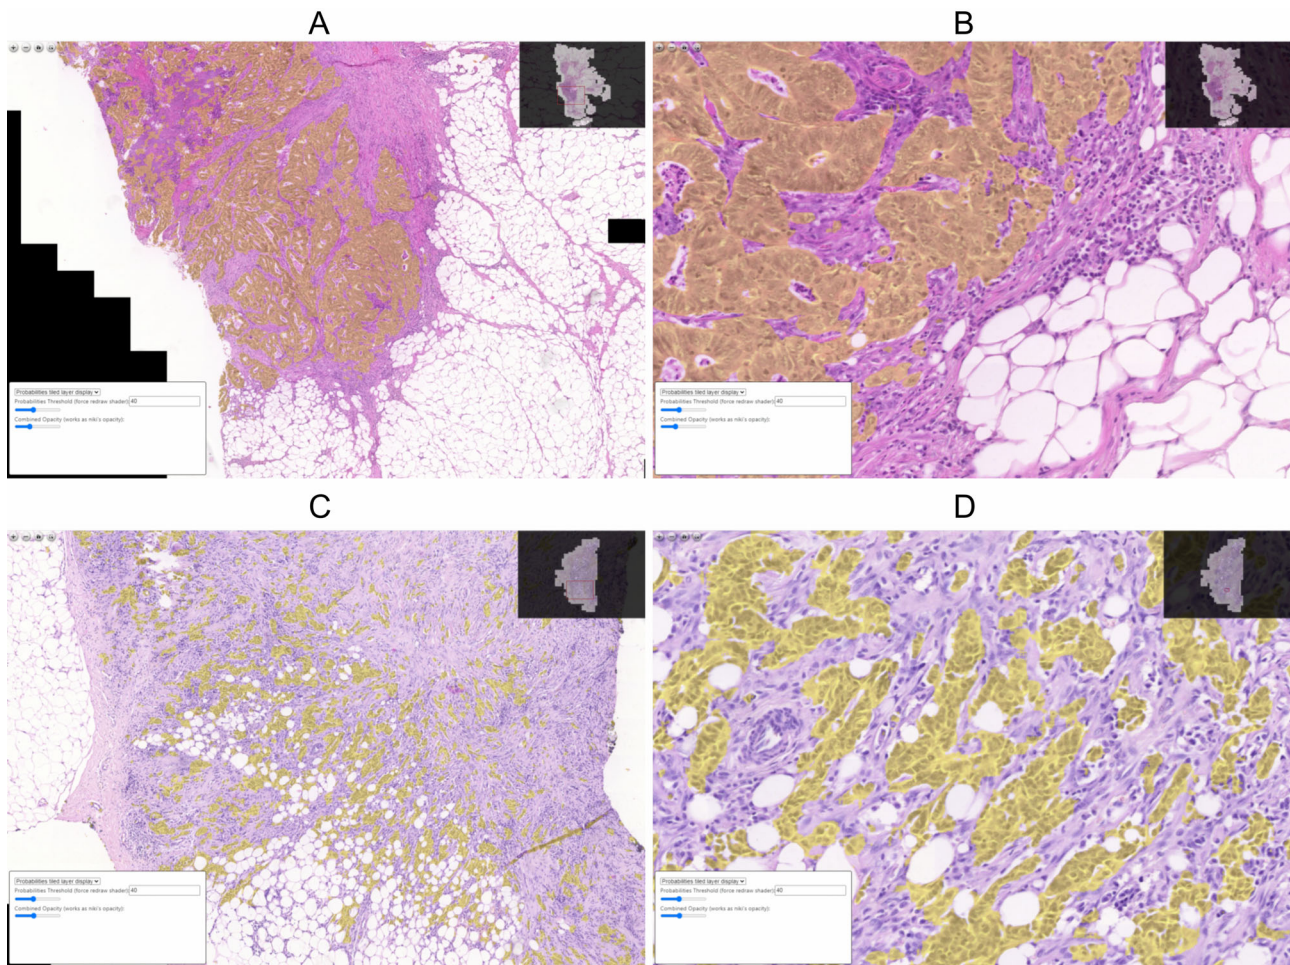 A
B
Probabilities tiled layer display
Probabilities Threshold (force redraw shader):
40
Combined Opacity (works as niki's opacity):
Probabilities tiled layer display
Probabilities Threshold (force redraw shader):
40
Combined Opacity (works as niki's opacity):
C
D
Probabilities tiled layer display
Probabilities Threshold (force redraw shader):
40
Combined Opacity (works as niki's opacity):
Probabilities tiled layer display
Probabilities Threshold (force redraw shader):
40
Combined Opacity (works as niki's opacity):